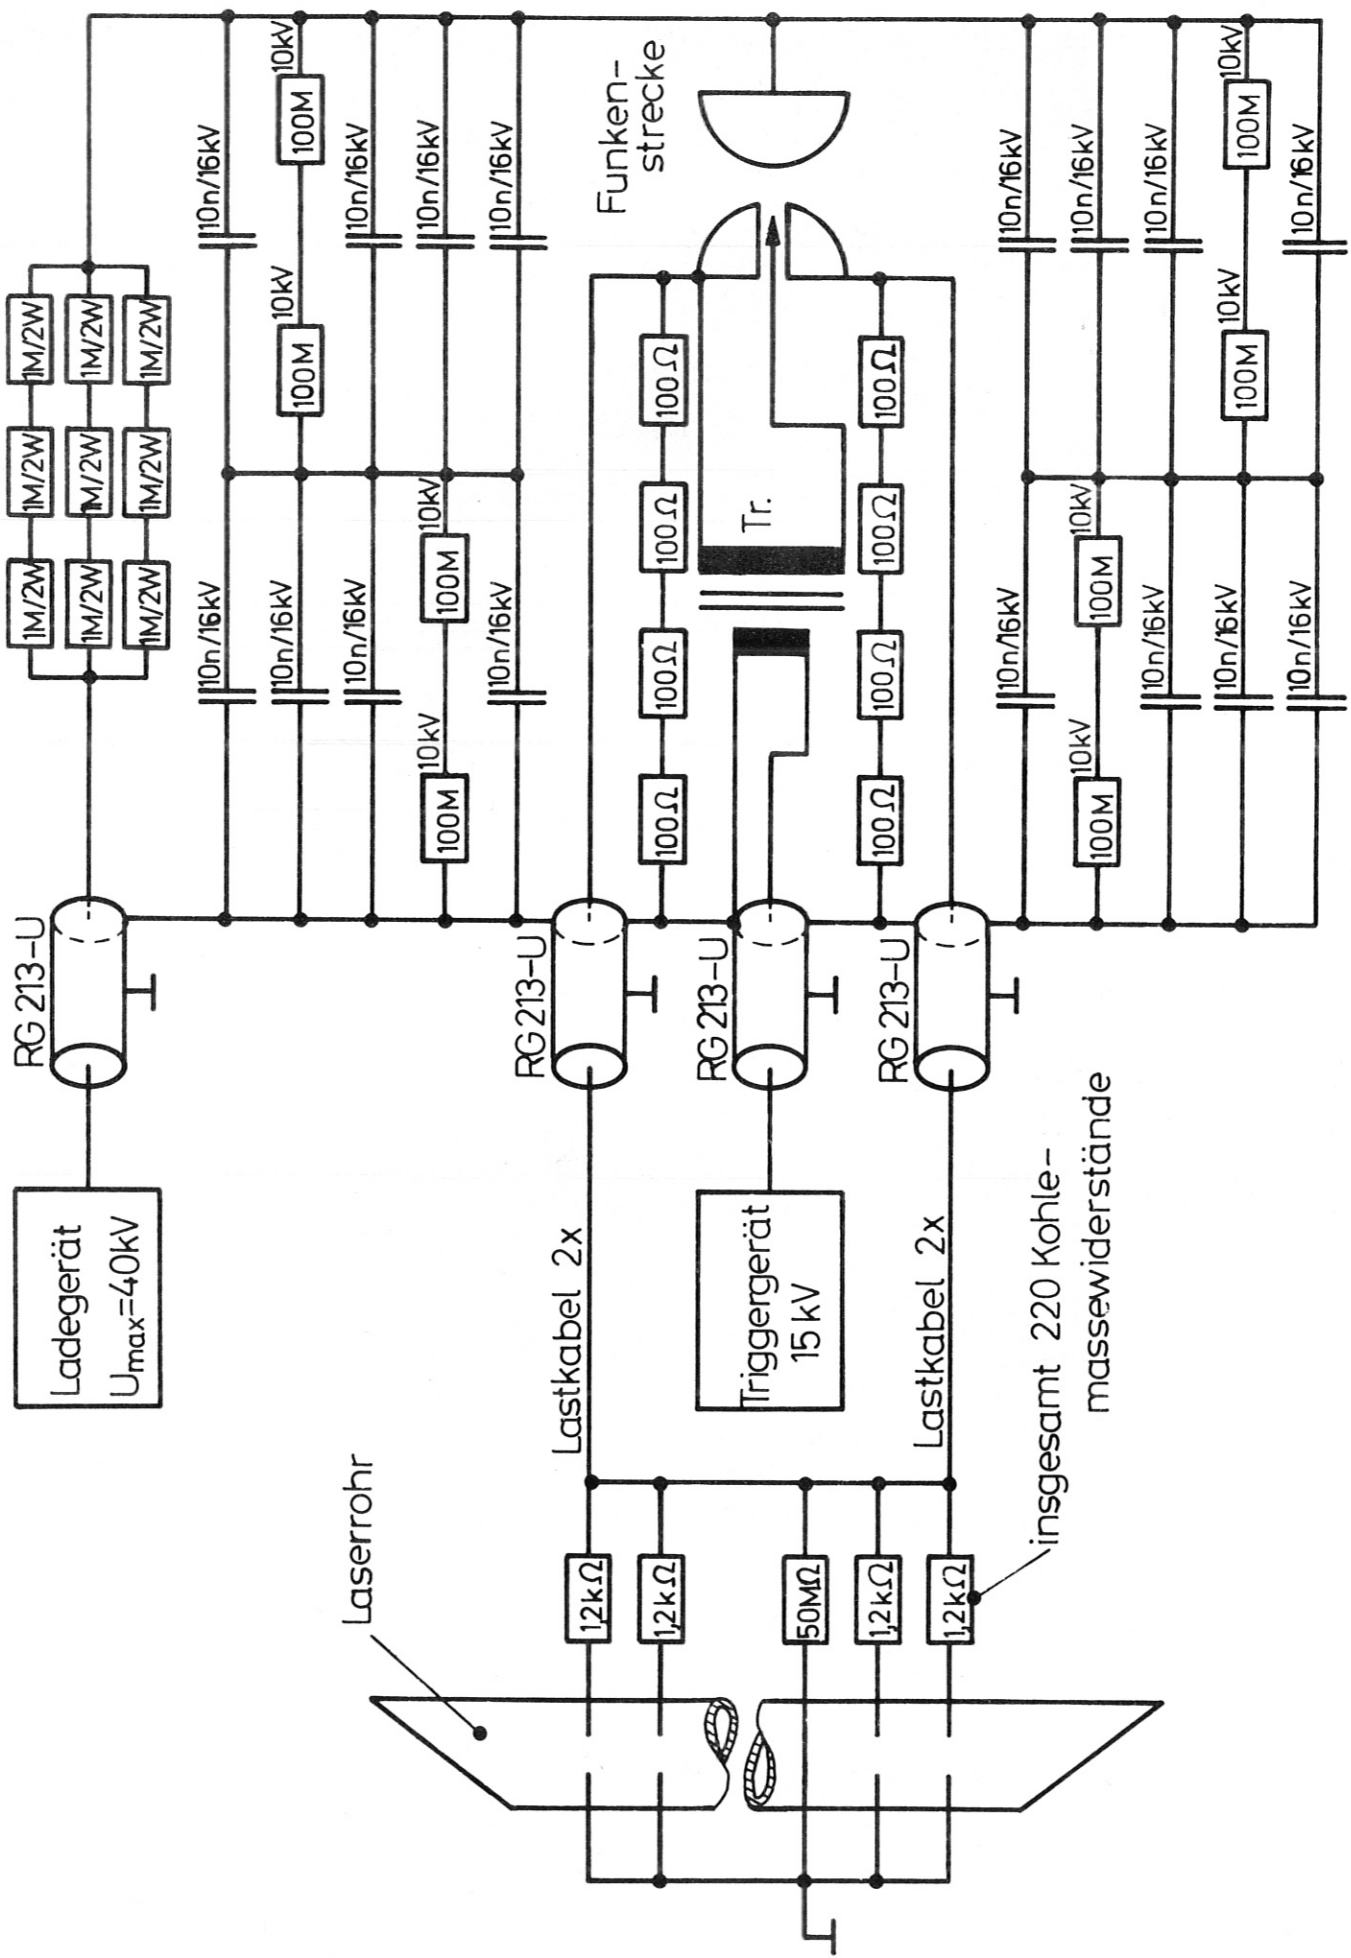 RG 213-U
1M/2W
1M/2W
1M/2W
Ladegerät
Umax=40kV
1M/2W
1M/2W
1M/2W
1M/2W
1M/2W
1M/2W
10n/16kV
10n/16kV
10n/16kV
10kV
10kV
100M
100M
Laserrohr
10n/16kV
10n/16kV
10kV
10kV
10n/16kV
100M
100M
10n/16kV
10n/16kV
RG 213-U
Lastkabel 2x
1,2kΩ
Funken-
strecke
1,2kΩ
100Ω
100Ω
100Ω
100Ω
RG 213-U
Triggergerät
15kV
Tr.
50MΩ
1,2kΩ
RG 213-U
100Ω
100Ω
100Ω
100Ω
Lastkabel 2x
1,2kΩ
10n/16kV
10n/16kV
insgesamt 220 Kohle-
massewiderstände
10kV
10kV
10n/16kV
100M
100M
10n/16kV
10n/16kV
10n/16kV
10kV
10kV
100M
100M
10n/16kV
10n/16kV